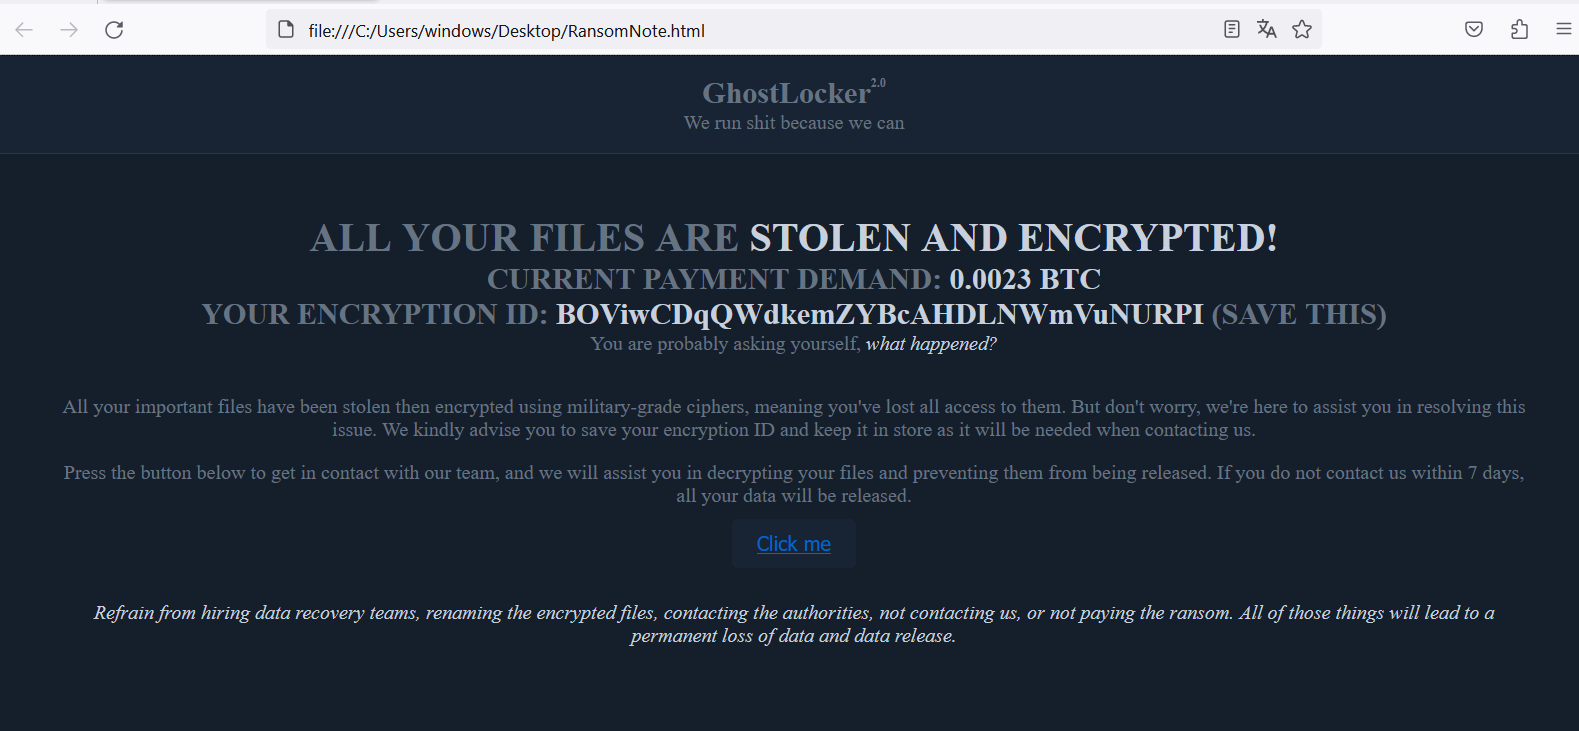 file:///C:/Users/windows/Desktop/RansomNote.html
GhostLocker2.0
We run shit because we can
ALL YOUR FILES ARE STOLEN AND ENCRYPTED!
CURRENT PAYMENT DEMAND: 0.0023 BTC
YOUR ENCRYPTION ID: BOViwCDqQWdkemZYBcAHDLNWmVuNURPI (SAVE THIS)
You are probably asking yourself, what happened?
All your important files have been stolen then encrypted using military-grade ciphers, meaning you've lost all access to them. But don't worry, we're here to assist you in resolving this
issue. We kindly advise you to save your encryption ID and keep it in store as it will be needed when contacting us.
Press the button below to get in contact with our team, and we will assist you in decrypting your files and preventing them from being released. If you do not contact us within 7 days,
all your data will be released.
Click me
Refrain from hiring data recovery teams, renaming the encrypted files, contacting the authorities, not contacting us, or not paying the ransom. All of those things will lead to a
permanent loss of data and data release.